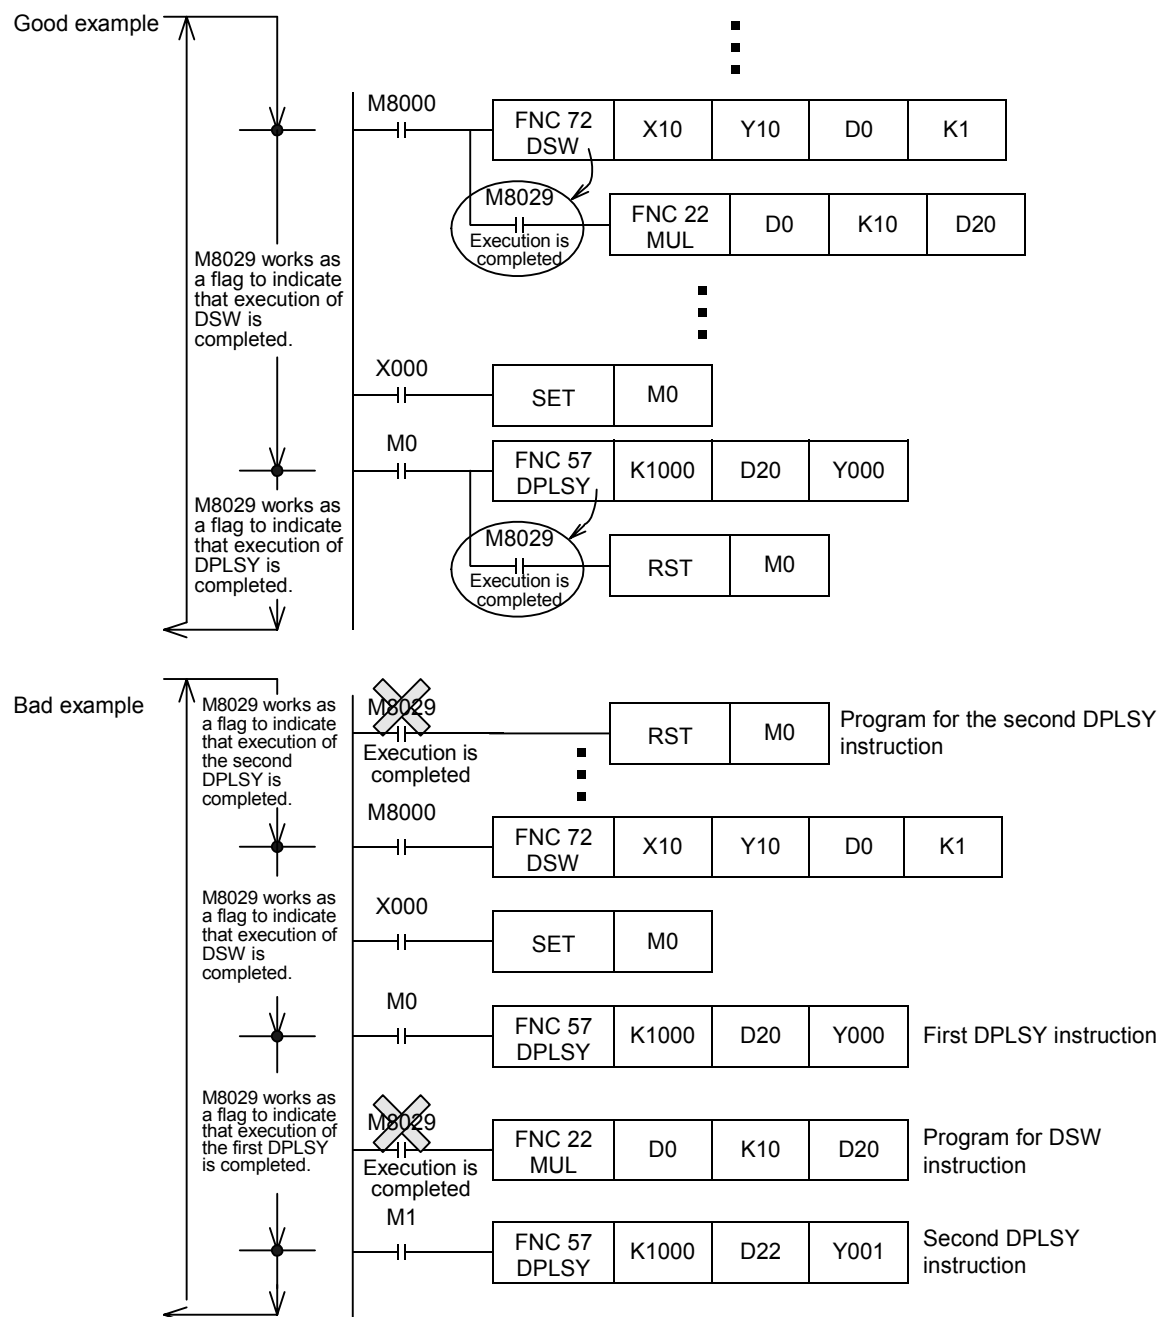 Good example
M8000
FNC 72
DSW
X10
Y10
D0
K1
M8029
Execution is
completed
FNC 22
MUL
D0
K10
D20
M8029 works as
a flag to indicate
that execution of
DSW is
completed.
X000
SET
M0
M0
FNC 57
DPLSY
K1000
D20
Y000
M8029 works as
a flag to indicate
that execution of
DPLSY is
completed.
M8029
Execution is
completed
RST
M0
Bad example
M8029 works as
a flag to indicate
that execution of
the second
DPLSY is
completed.
M8029
Execution is
completed
RST
M0
Program for the second DPLSY
instruction
M8000
FNC 72
DSW
X10
Y10
D0
K1
M8029 works as
a flag to indicate
that execution of
DSW is
completed.
X000
SET
M0
M0
FNC 57
DPLSY
K1000
D20
Y000
First DPLSY instruction
M8029 works as
a flag to indicate
that execution of
the first DPLSY
is completed.
M8029
Execution is
completed
FNC 22
MUL
D0
K10
D20
Program for DSW
instruction
M1
FNC 57
DPLSY
K1000
D22
Y001
Second DPLSY
instruction